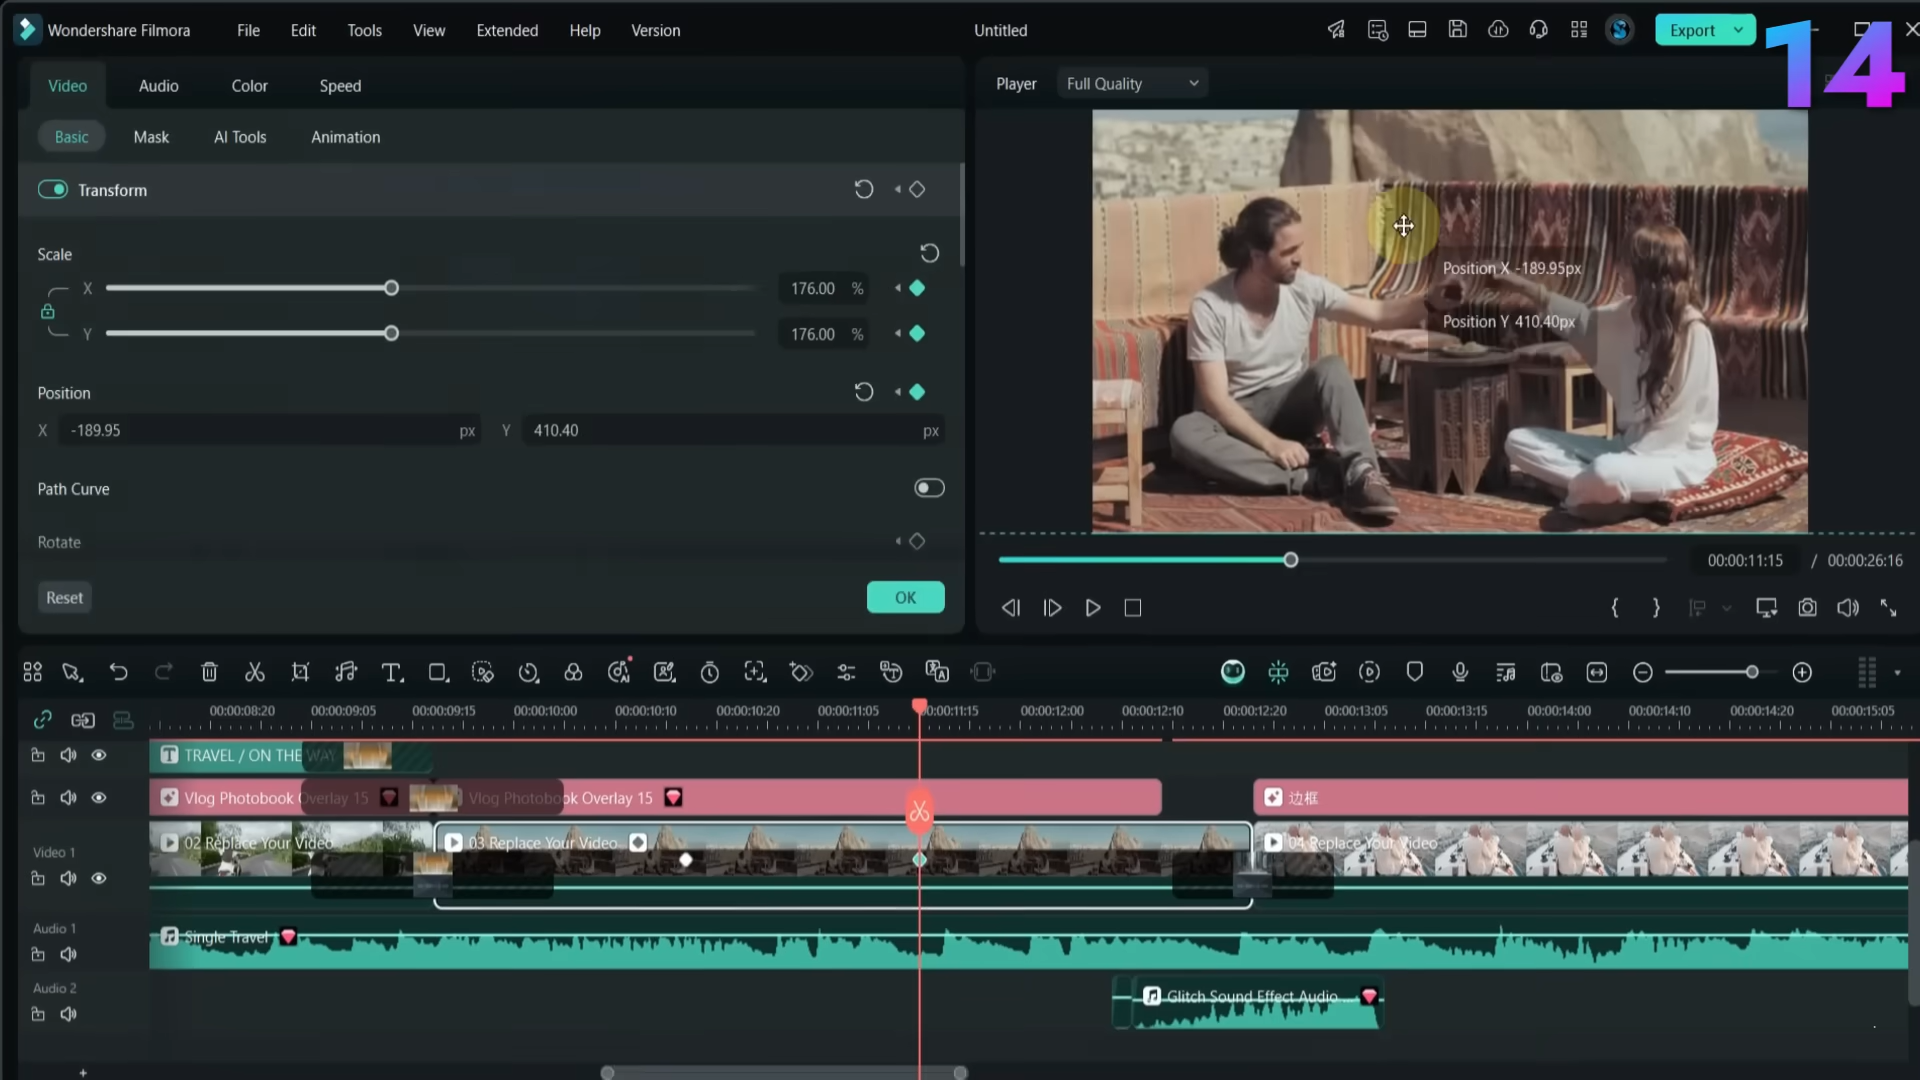 Wondershare Filmora File Edit Tools View Extended Help Version Untitled Export 14
Video Audio Color Speed
Player Full Quality
Basic Mask AI Tools Animation
Transform
Scale
X 176.00 %
Y 176.00 %
Position
X -189.95 px Y 410.40 px
Path Curve
Rotate
Reset OK
Position X -189.95px
Position Y 410.40px
00:00:11:15 / 00:00:26:16
00:00:08:20 00:00:09:05 00:00:09:15 00:00:10:00 00:00:10:10 00:00:10:20 00:00:11:05 00:00:11:15 00:00:12:00 00:00:12:10 00:00:12:20 00:00:13:05 00:00:13:15 00:00:14:00 00:00:14:10 00:00:14:20 00:00:15:05
TRAVEL / ON THE WAY
Vlog Photobook Overlay 15 Vlog Photobook Overlay 15 边框
Video 1 02 Replace Your Video 03 Replace Your Video 04 Replace Your Video
Audio 1 Single Travel
Audio 2 Glitch Sound Effect Audio ...